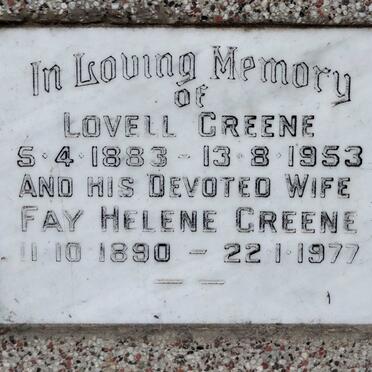 In Loving Memory
of
LOVELL GREENE
5·4·1883 - 13·8·1953
AND HIS DEVOTED WIFE
FAY HELENE GREENE
11·10·1890 - 22·1·1977